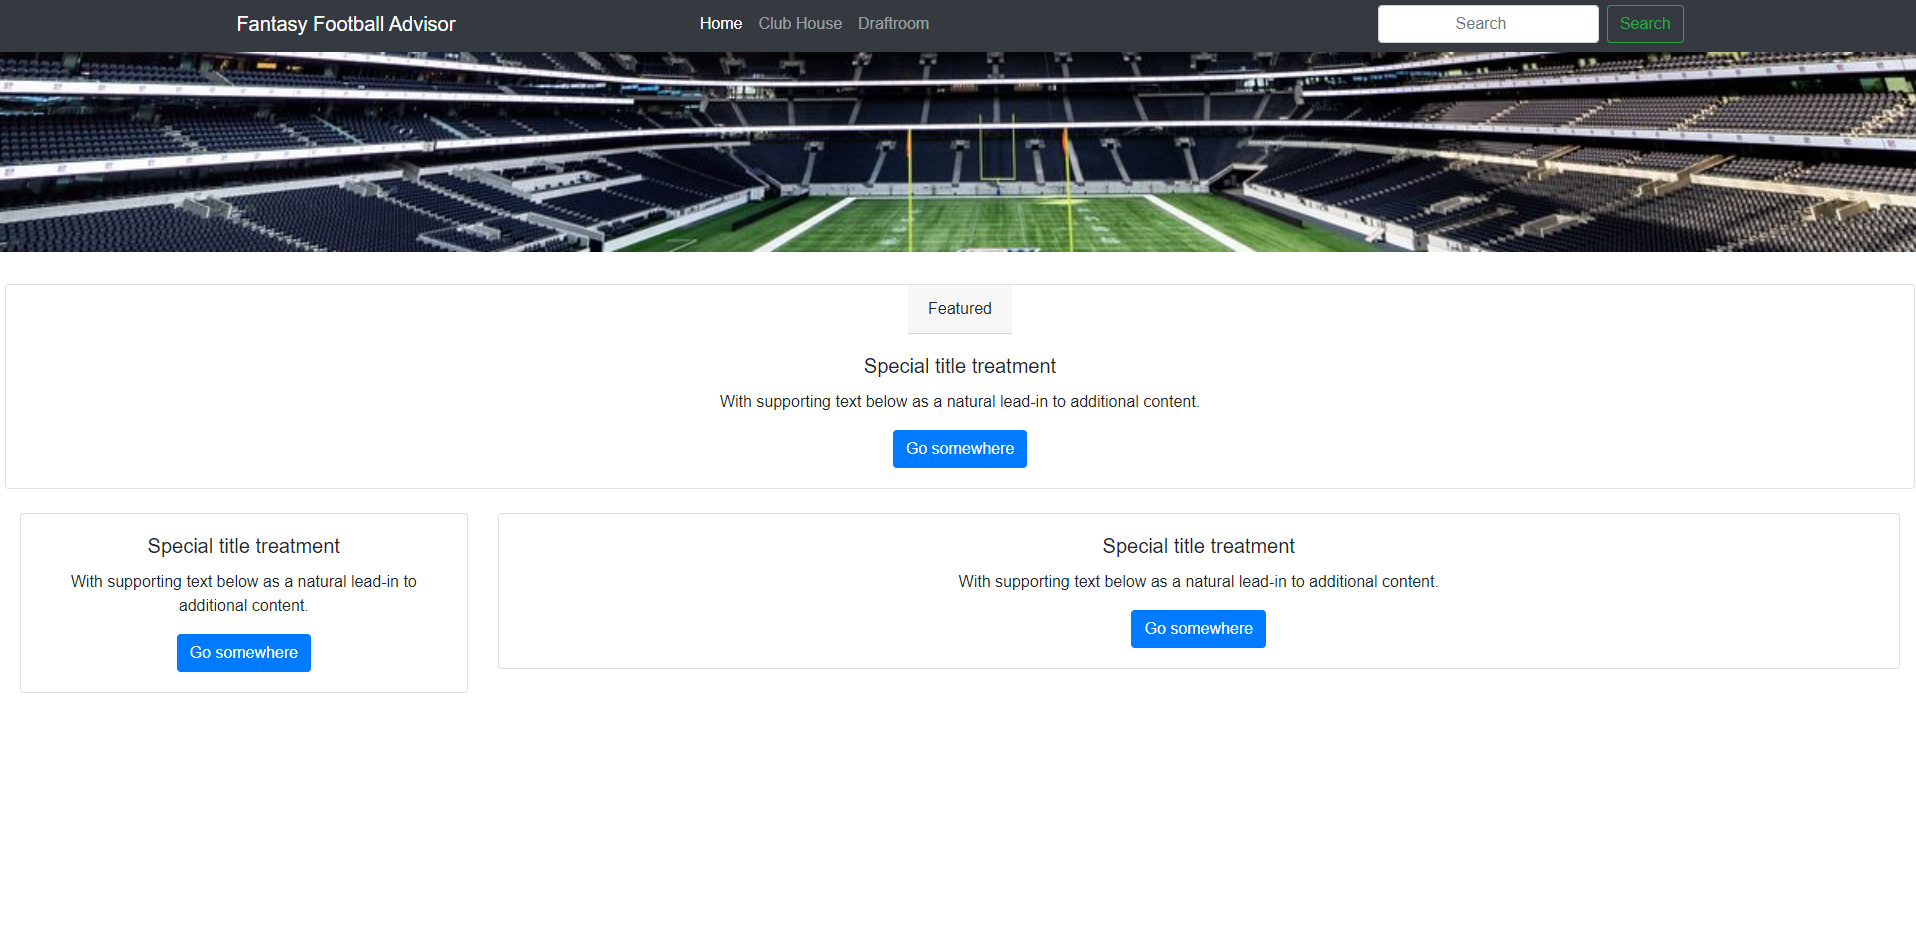 Fantasy Football Advisor
Home Club House Draftroom
Search Search
Featured
Special title treatment
With supporting text below as a natural lead-in to additional content.
Go somewhere
Special title treatment
With supporting text below as a natural lead-in to
additional content.
Go somewhere
Special title treatment
With supporting text below as a natural lead-in to additional content.
Go somewhere